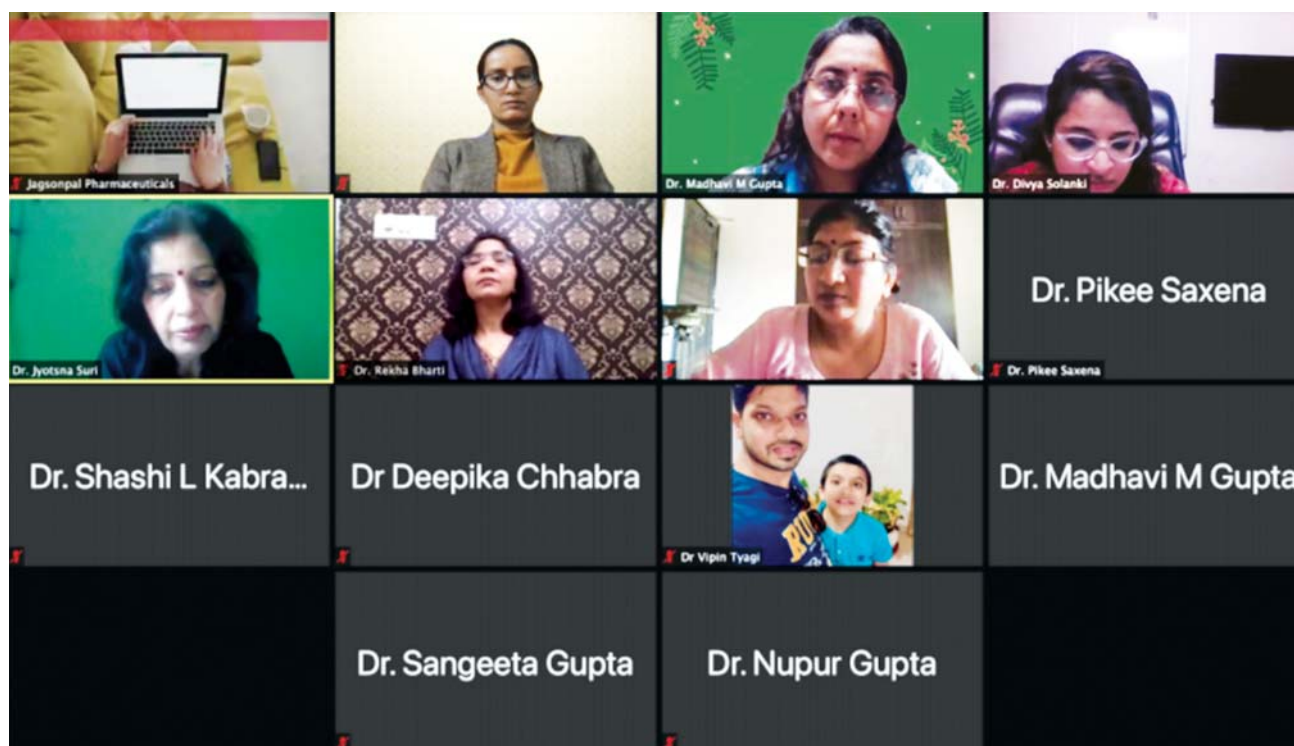 Jagsonpal Pharmaceuticals
Dr. Madhavi M Gupta
Dr. Divya Solanki
Dr. Jyotsna Suri
Dr. Rekha Bharti
Dr. Pikee Saxena
Dr. Pikee Saxena
Dr. Shashi L Kabra...
Dr Deepika Chhabra
Dr Vipin Tyagi
Dr. Madhavi M Gupta
Dr. Sangeeta Gupta
Dr. Nupur Gupta